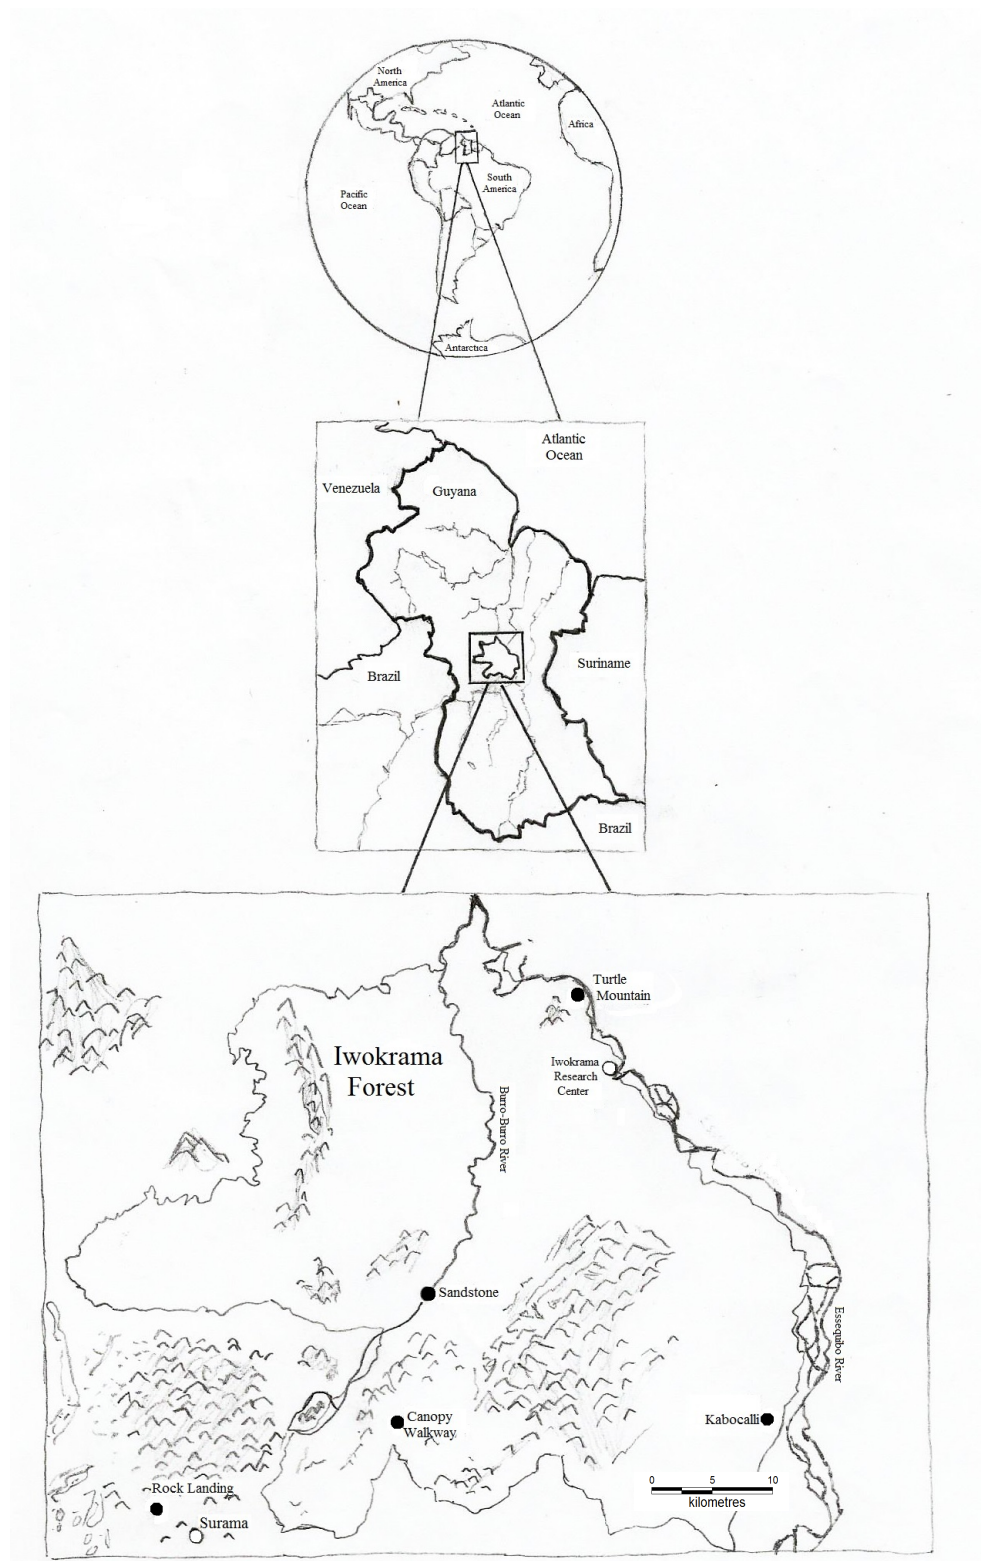 North
America
Atlantic
Ocean
Africa
South
America
Pacific
Ocean
Antarctica
Atlantic
Ocean
Venezuela
Guyana
Brazil
Suriname
Brazil
Turtle
Mountain
Iwokrama
Forest
Iwokrama
Research
Center
Burro-Burro River
Sandstone
Essequibo River
Canopy
Walkway
Kabocalli
0 5 10
kilometres
Rock Landing
Surama